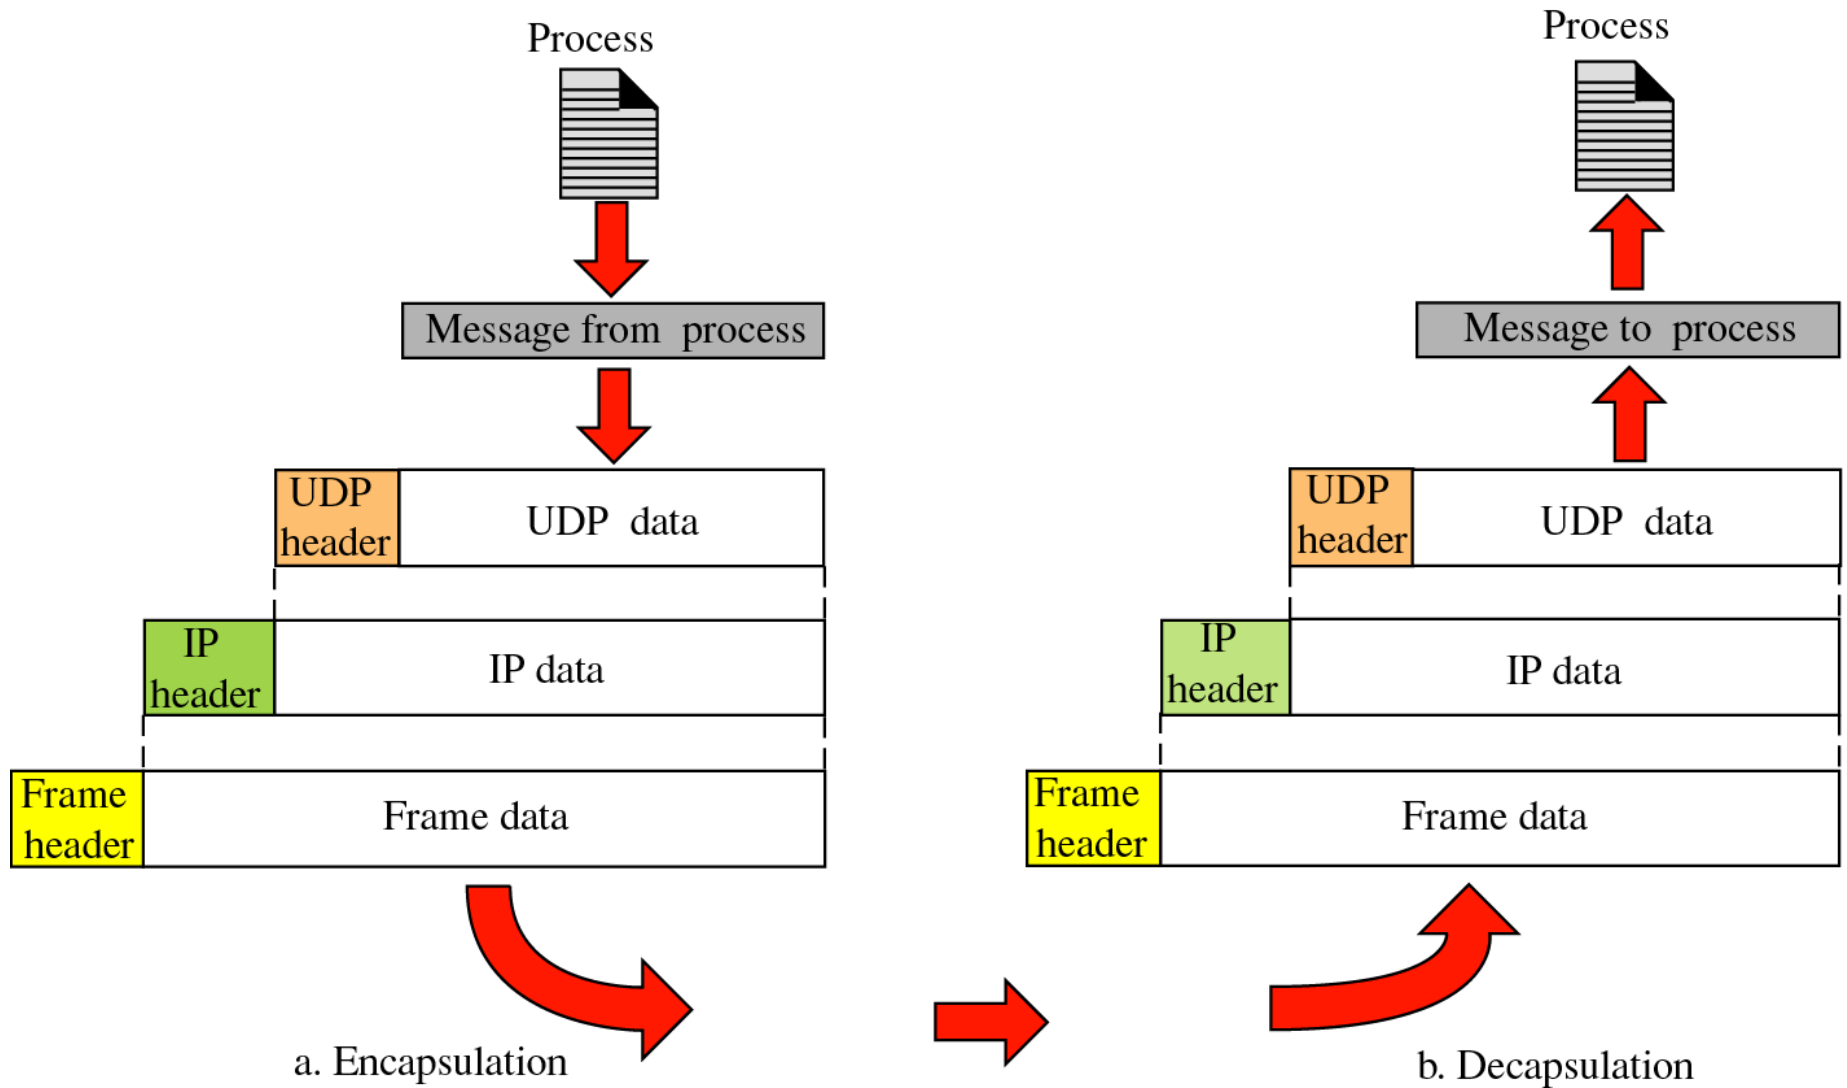 Process
Message from process
UDP
header
UDP data
IP
header
IP data
Frame
header
Frame data
a. Encapsulation
Process
Message to process
UDP
header
UDP data
IP
header
IP data
Frame
header
Frame data
b. Decapsulation